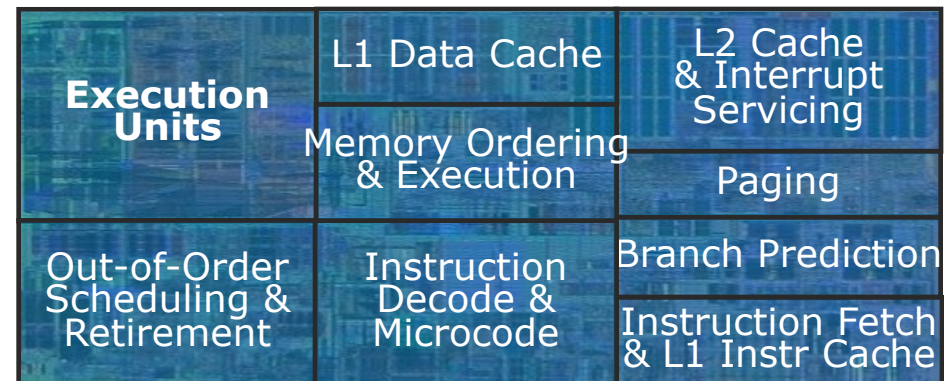 Execution
Units
L1 Data Cache
Memory Ordering
& Execution
L2 Cache
& Interrupt
Servicing
Paging
Out-of-Order
Scheduling &
Retirement
Instruction
Decode &
Microcode
Branch Prediction
Instruction Fetch
& L1 Instr Cache